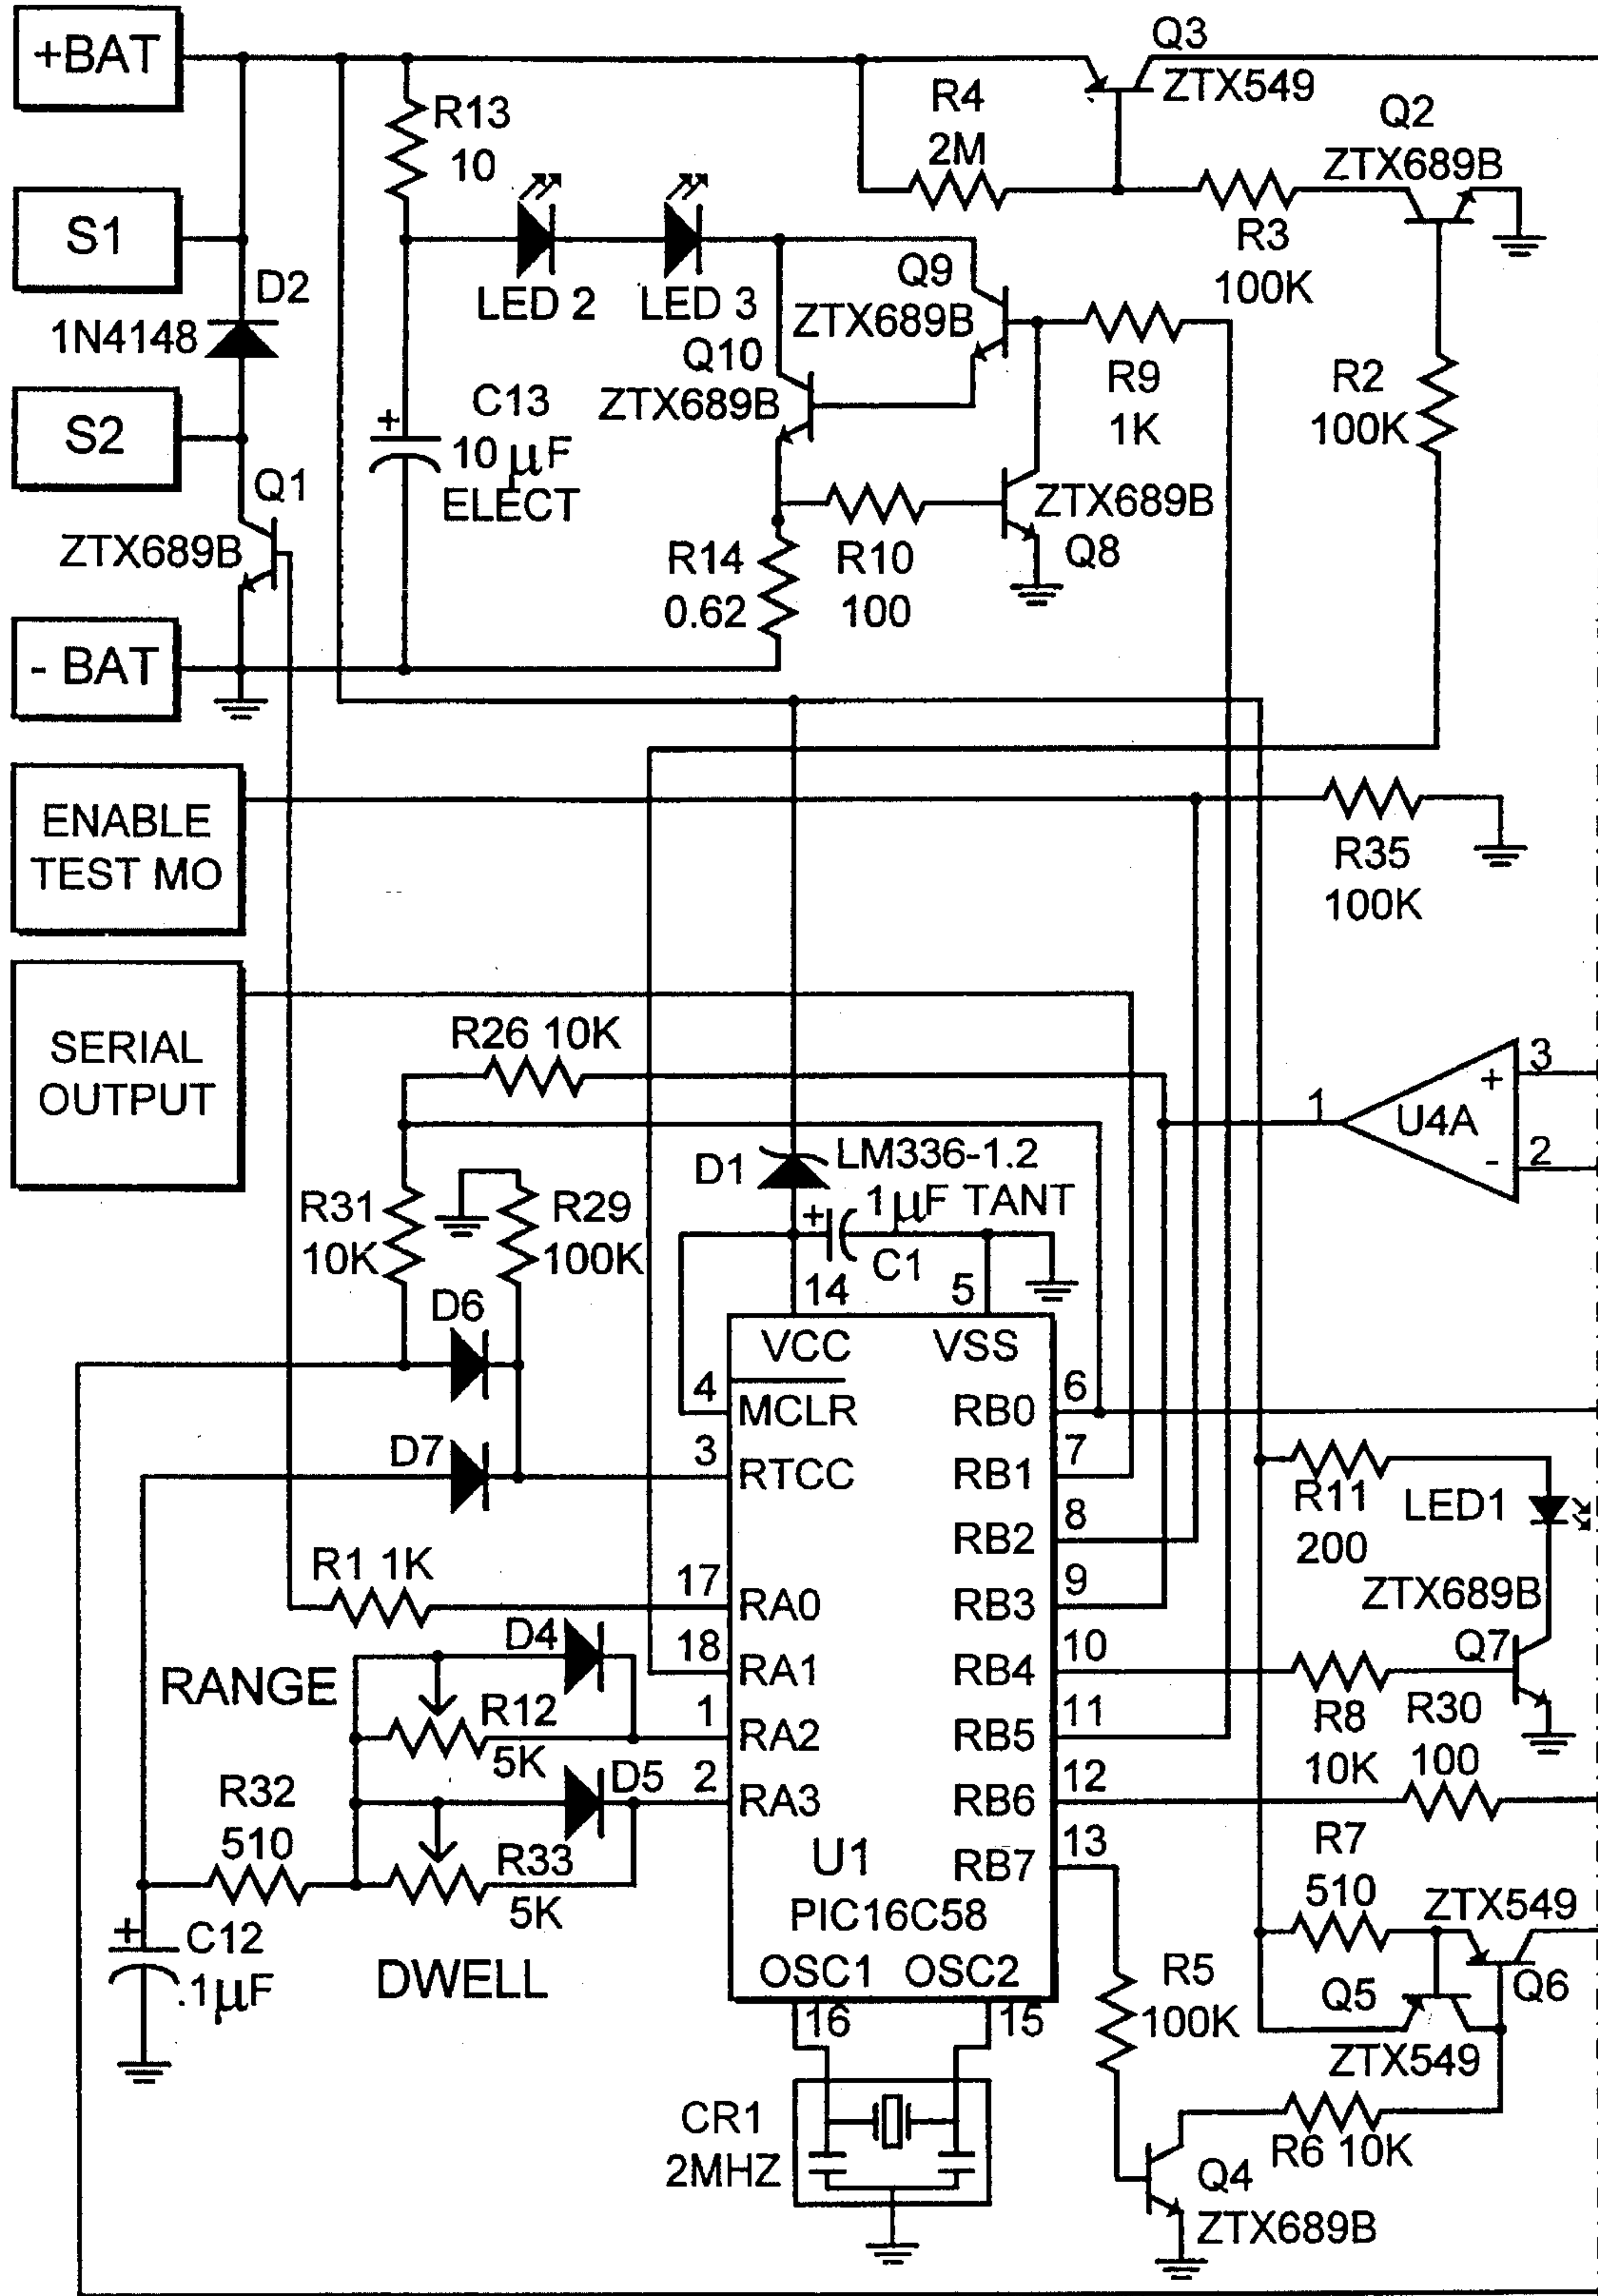 +BAT
Q3
ZTX549
R4
2M
Q2
ZTX689B
R13
10
S1
R3
100K
D2
1N4148
LED 2
LED 3
Q9
ZTX689B
Q10
ZTX689B
R9
1K
R2
100K
S2
+
C13
10 μF
ELECT
Q1
ZTX689B
ZTX689B
Q8
R14
0.62
R10
100
- BAT
ENABLE
TEST MO
R35
100K
SERIAL
OUTPUT
R26 10K
3
+
1
U4A
2
-
D1
LM336-1.2
+
1μF TANT
C1
R31
10K
R29
100K
14
5
D6
VCC
VSS
4
MCLR
RB0
6
D7
3
RTCC
RB1
7
R11
200
LED1
RB2
8
R1 1K
17
RA0
RB3
9
ZTX689B
D4
18
RA1
RB4
10
Q7
RANGE
R12
5K
1
RA2
RB5
11
R8
10K
R30
100
D5
2
RA3
RB6
12
R32
510
R33
5K
U1
RB7
13
R7
510
PIC16C58
ZTX549
+
C12
.1μF
DWELL
OSC1
OSC2
R5
100K
Q5
Q6
16
15
ZTX549
CR1
2MHZ
R6 10K
Q4
ZTX689B